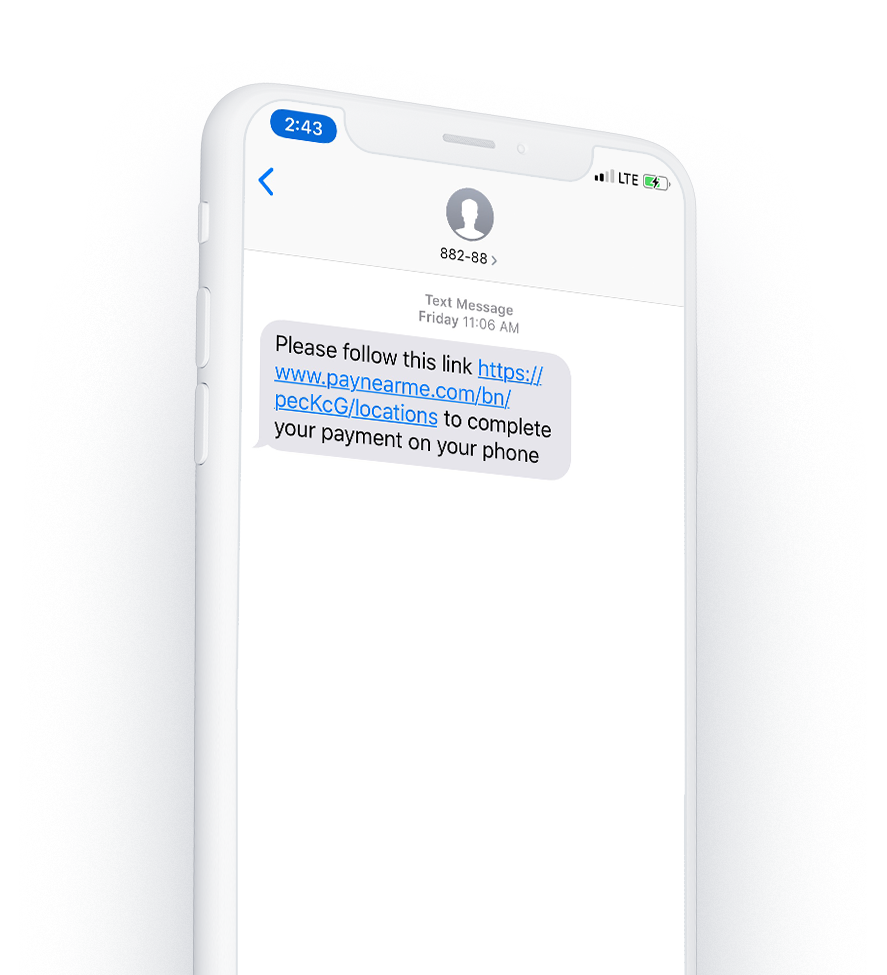 2:43
LTE
882-88
Text Message
Friday 11:06 AM
Please follow this link https://
www.paynearme.com/bn/
pecKcG/locations to complete
your payment on your phone